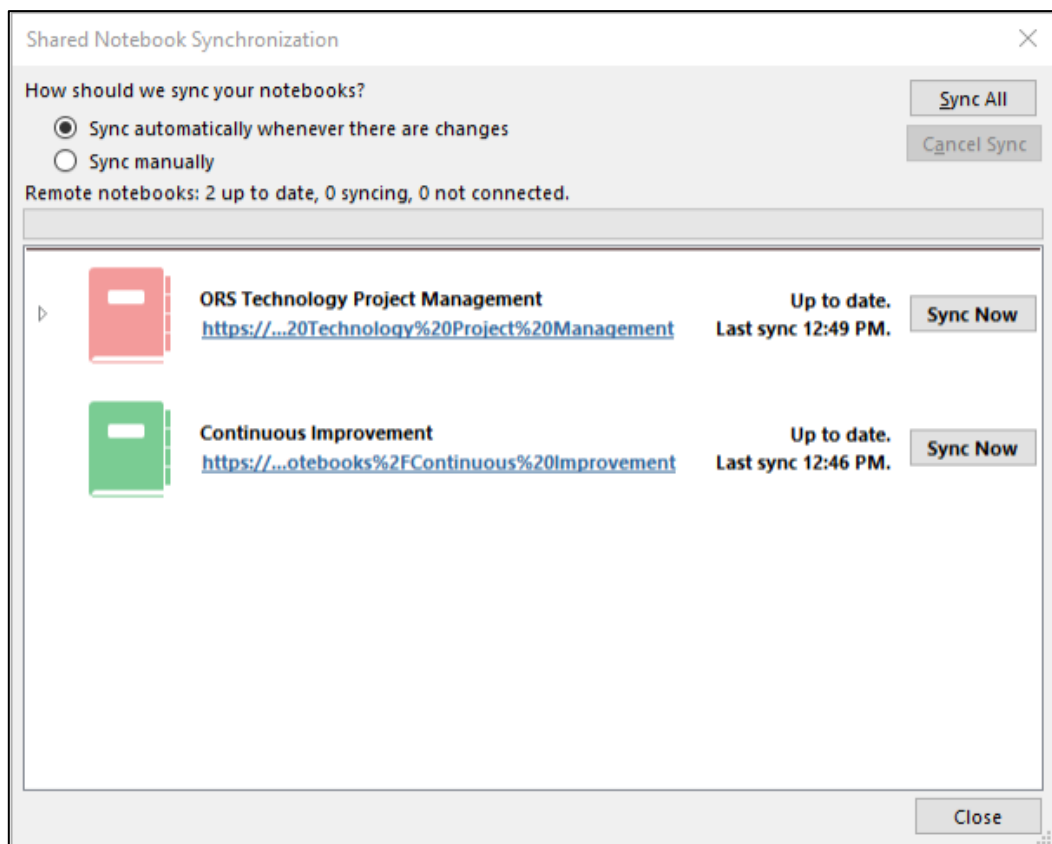 Shared Notebook Synchronization
How should we sync your notebooks?
Sync All
Sync automatically whenever there are changes
Cancel Sync
Sync manually
Remote notebooks: 2 up to date, 0 syncing, 0 not connected.
ORS Technology Project Management
Up to date.
https://...20Technology%20Project%20Management
Last sync 12:49 PM.
Sync Now
Continuous Improvement
Up to date.
https://...otebooks%2FContinuous%20Improvement
Last sync 12:46 PM.
Sync Now
Close